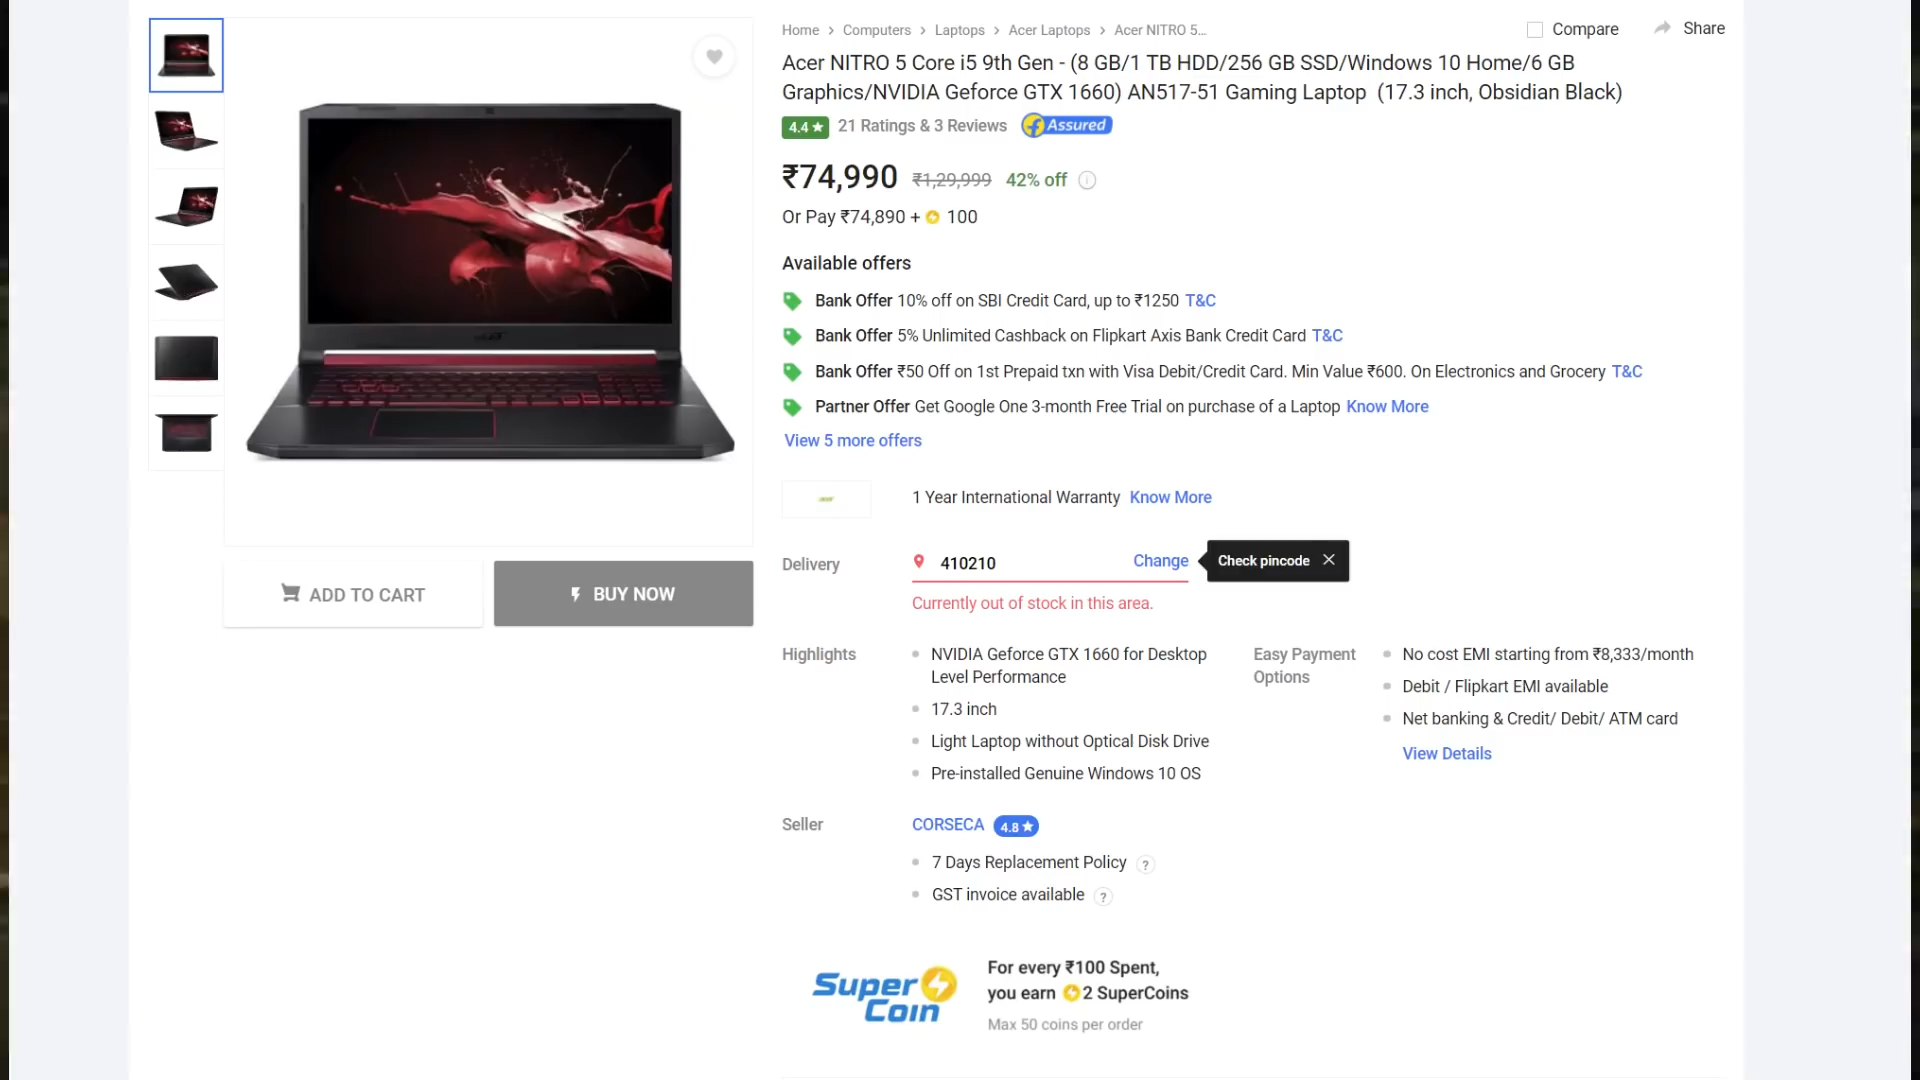 Home > Computers > Laptops > Acer Laptops > Acer NITRO 5...
Compare
Share
Acer NITRO 5 Core i5 9th Gen - (8 GB/1 TB HDD/256 GB SSD/Windows 10 Home/6 GB
Graphics/NVIDIA Geforce GTX 1660) AN517-51 Gaming Laptop (17.3 inch, Obsidian Black)
4.4 ★ 21 Ratings & 3 Reviews Assured
₹74,990 ₹1,29,999 42% off
Or Pay ₹74,890 + 100
Available offers
Bank Offer 10% off on SBI Credit Card, up to ₹1250 T&C
Bank Offer 5% Unlimited Cashback on Flipkart Axis Bank Credit Card T&C
Bank Offer ₹50 Off on 1st Prepaid txn with Visa Debit/Credit Card. Min Value ₹600. On Electronics and Grocery T&C
Partner Offer Get Google One 3-month Free Trial on purchase of a Laptop Know More
View 5 more offers
acer
1 Year International Warranty Know More
Delivery
410210
Change
Check pincode
Currently out of stock in this area.
ADD TO CART
BUY NOW
Highlights
NVIDIA Geforce GTX 1660 for Desktop
Level Performance
17.3 inch
Light Laptop without Optical Disk Drive
Pre-installed Genuine Windows 10 OS
Easy Payment
Options
No cost EMI starting from ₹8,333/month
Debit / Flipkart EMI available
Net banking & Credit/ Debit/ ATM card
View Details
Seller
CORSECA 4.8 ★
7 Days Replacement Policy ?
GST invoice available ?
Super
Coin
For every ₹100 Spent,
you earn 2 SuperCoins
Max 50 coins per order